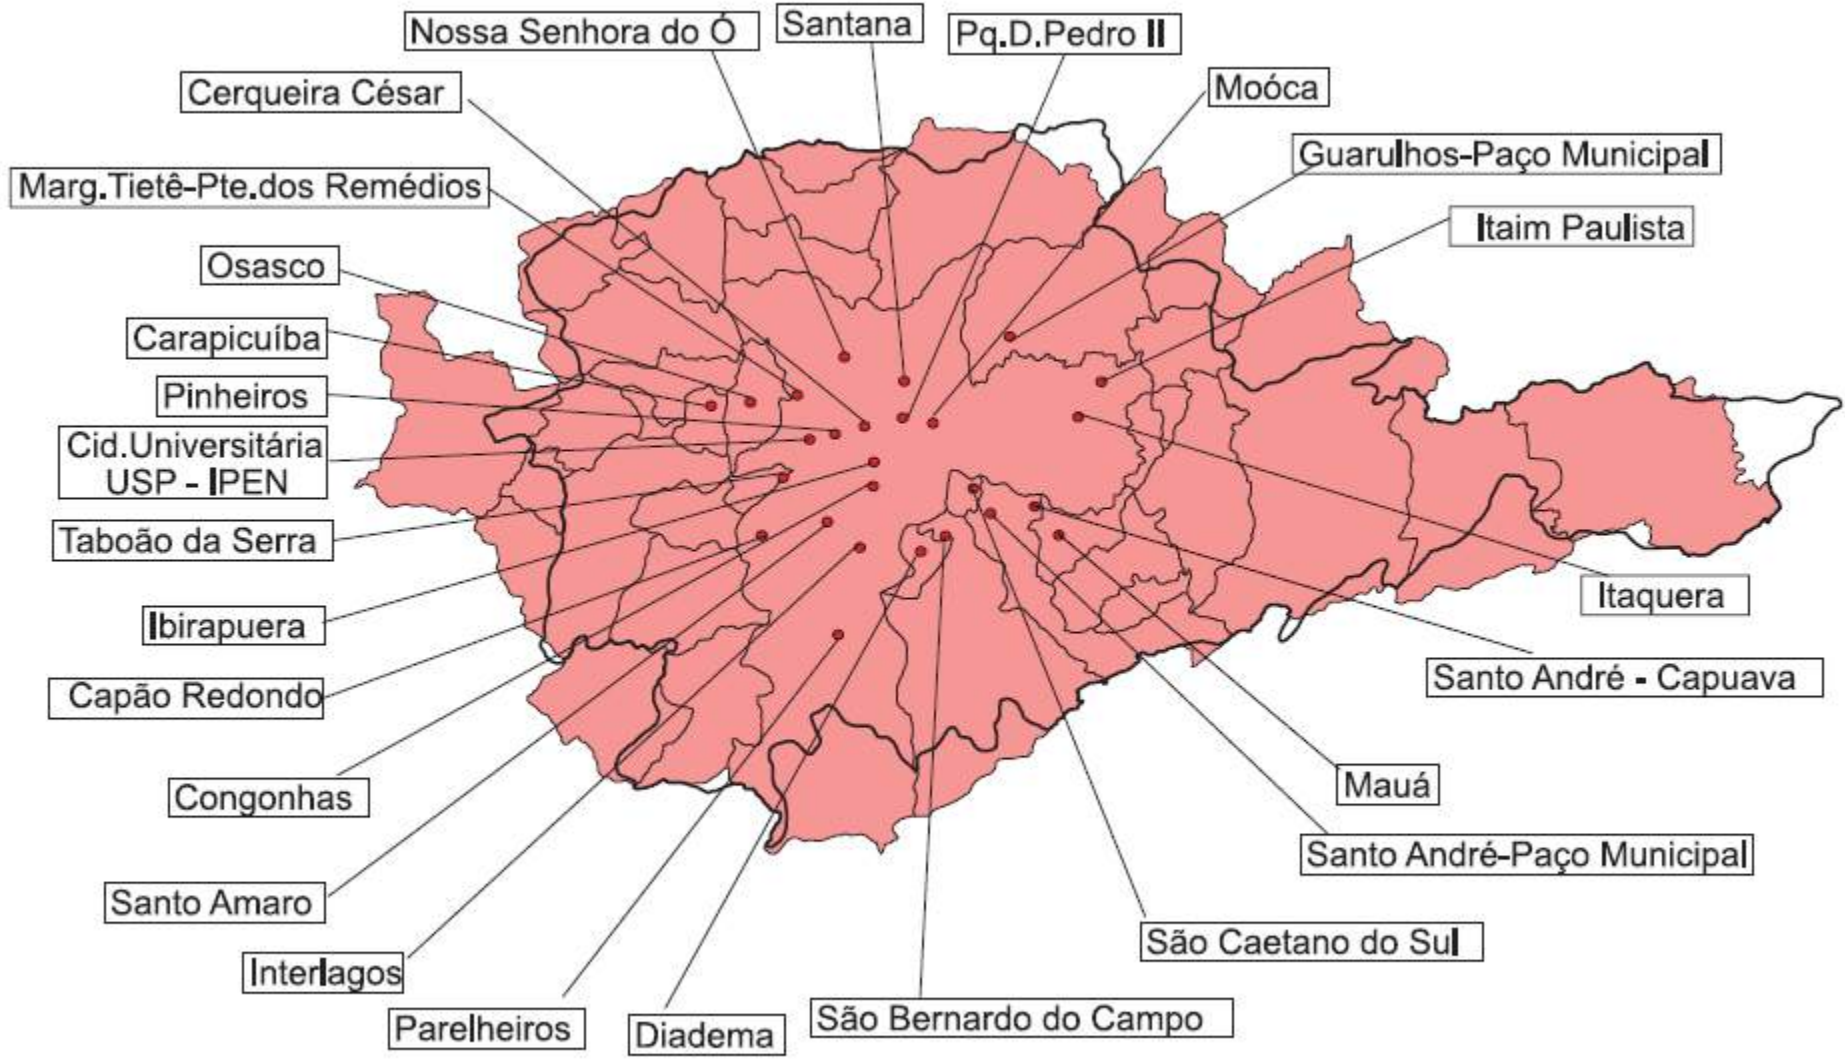 Nossa Senhora do Ó
Santana
Pq.D.Pedro II
Cerqueira César
Moóca
Guarulhos-Paço Municipal
Marg.Tietê-Pte.dos Remédios
Itaim Paulista
Osasco
Carapicuíba
Pinheiros
Cid.Universitária
USP - IPEN
Taboão da Serra
Itaquera
Ibirapuera
Santo André - Capuava
Capão Redondo
Mauá
Congonhas
Santo André-Paço Municipal
Santo Amaro
São Caetano do Sul
Interlagos
São Bernardo do Campo
Parelheiros
Diadema